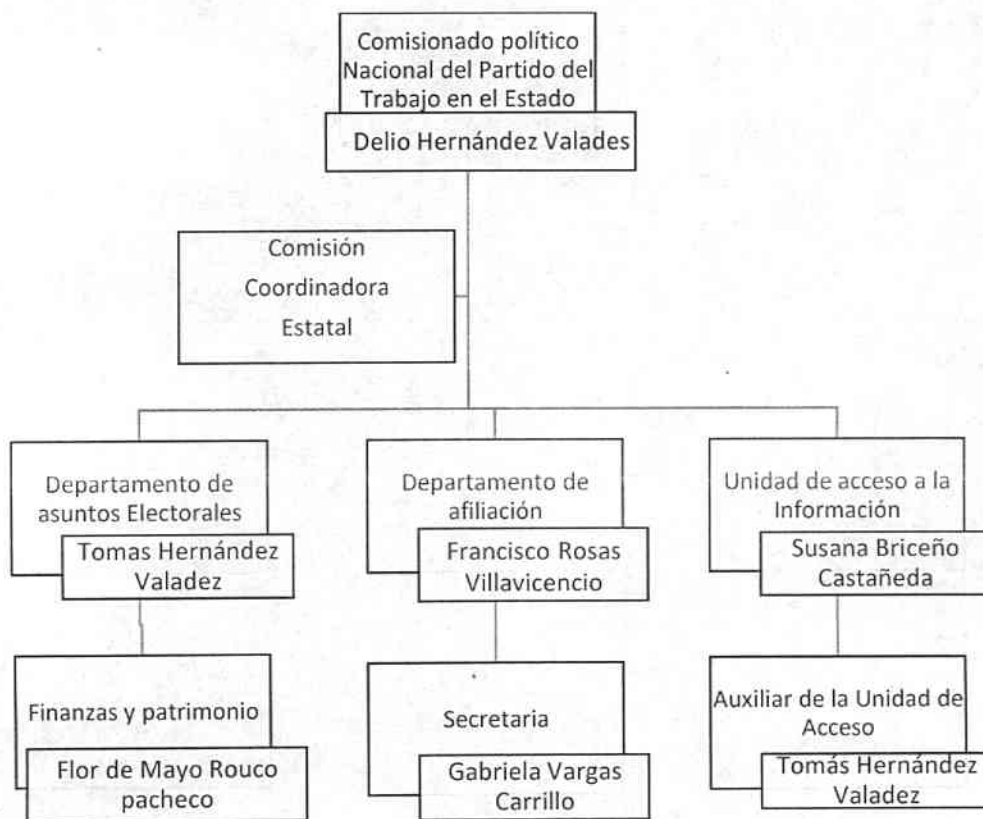 Comisionado político
Nacional del Partido del
Trabajo en el Estado
Delio Hernández Valades
Comisión
Coordinadora
Estatal
Departamento de
asuntos Electorales
Tomas Hernández
Valadez
Departamento de
afiliación
Francisco Rosas
Villavicencio
Unidad de acceso a la
Información
Susana Briceño
Castañeda
Finanzas y patrimonio
Flor de Mayo Rouco
pacheco
Secretaria
Gabriela Vargas
Carrillo
Auxiliar de la Unidad de
Acceso
Tomás Hernández
Valadez